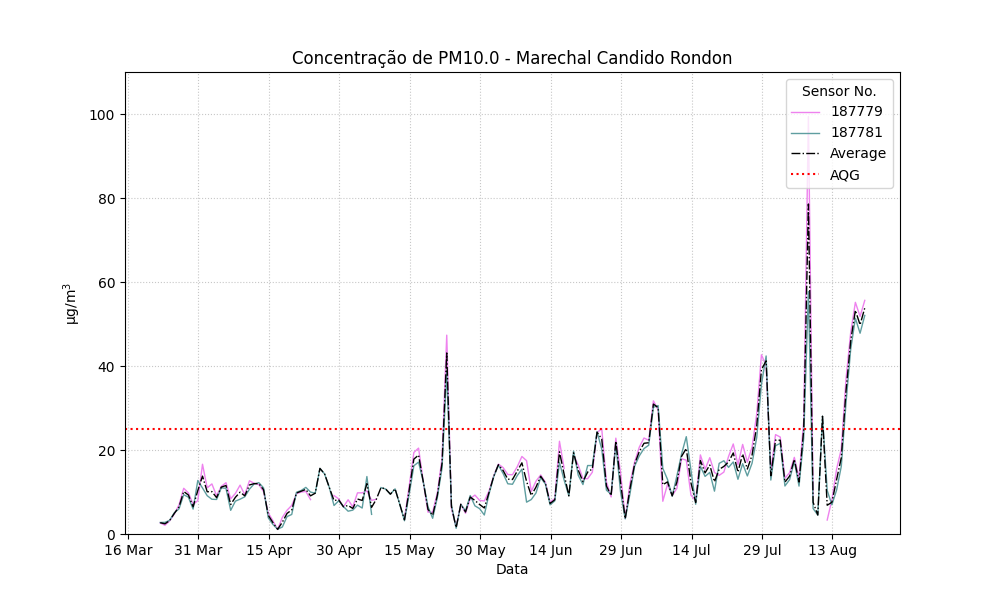 Concentração de PM10.0 - Marechal Candido Rondon
Sensor No.
187779
187781
Average
AQG
100
80
60
40
20
0
µg/m³
16 Mar 31 Mar 15 Apr 30 Apr 15 May 30 May 14 Jun 29 Jun 14 Jul 29 Jul 13 Aug
Data